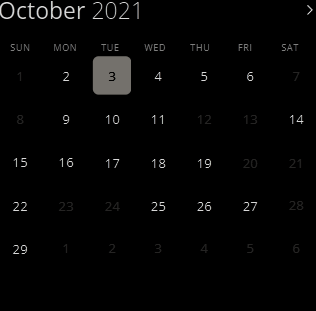 October 2021
SUN MON TUE WED THU FRI SAT
1 2 3 4 5 6 7
8 9 10 11 12 13 14
15 16 17 18 19 20 21
22 23 24 25 26 27 28
29 1 2 3 4 5 6